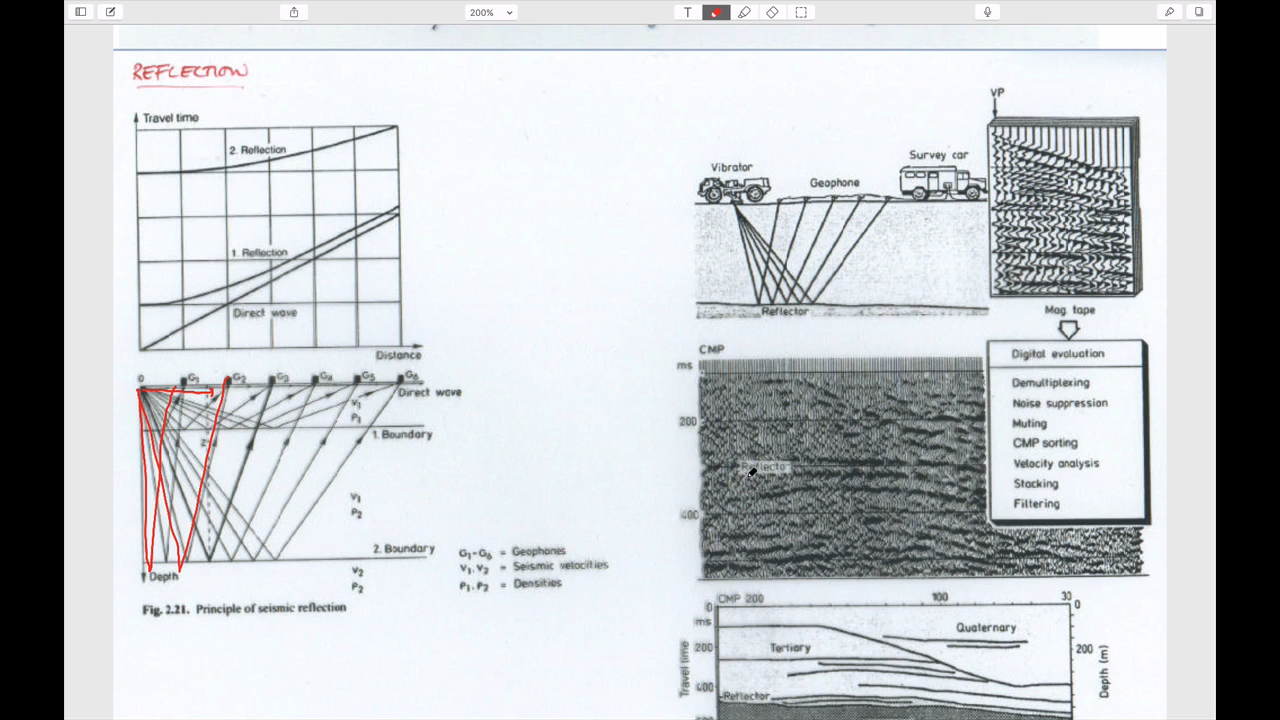 200%
T
REFLECTION
Travel time
2. Reflection
1. Reflection
Direct wave
Distance
0 G1 G2 G3 G4 G5 G6
Direct wave
V1
P1
1. Boundary
V1
P2
2. Boundary
V2
P2
Depth
G1-G6 = Geophones
V1.V2 = Seismic velocities
P1.P2 = Densities
Fig. 2.21. Principle of seismic reflection
VP
Vibrator
Geophone
Survey car
Reflector
Mag. tape
CMP
ms
200
400
Digital evaluation
Demultiplexing
Noise suppression
Muting
CMP sorting
Velocity analysis
Stacking
Filtering
CMP 200 100 30
0 0
ms
Quaternary
200 Tertiary 200
Travel time
Depth (m)
400
Reflector